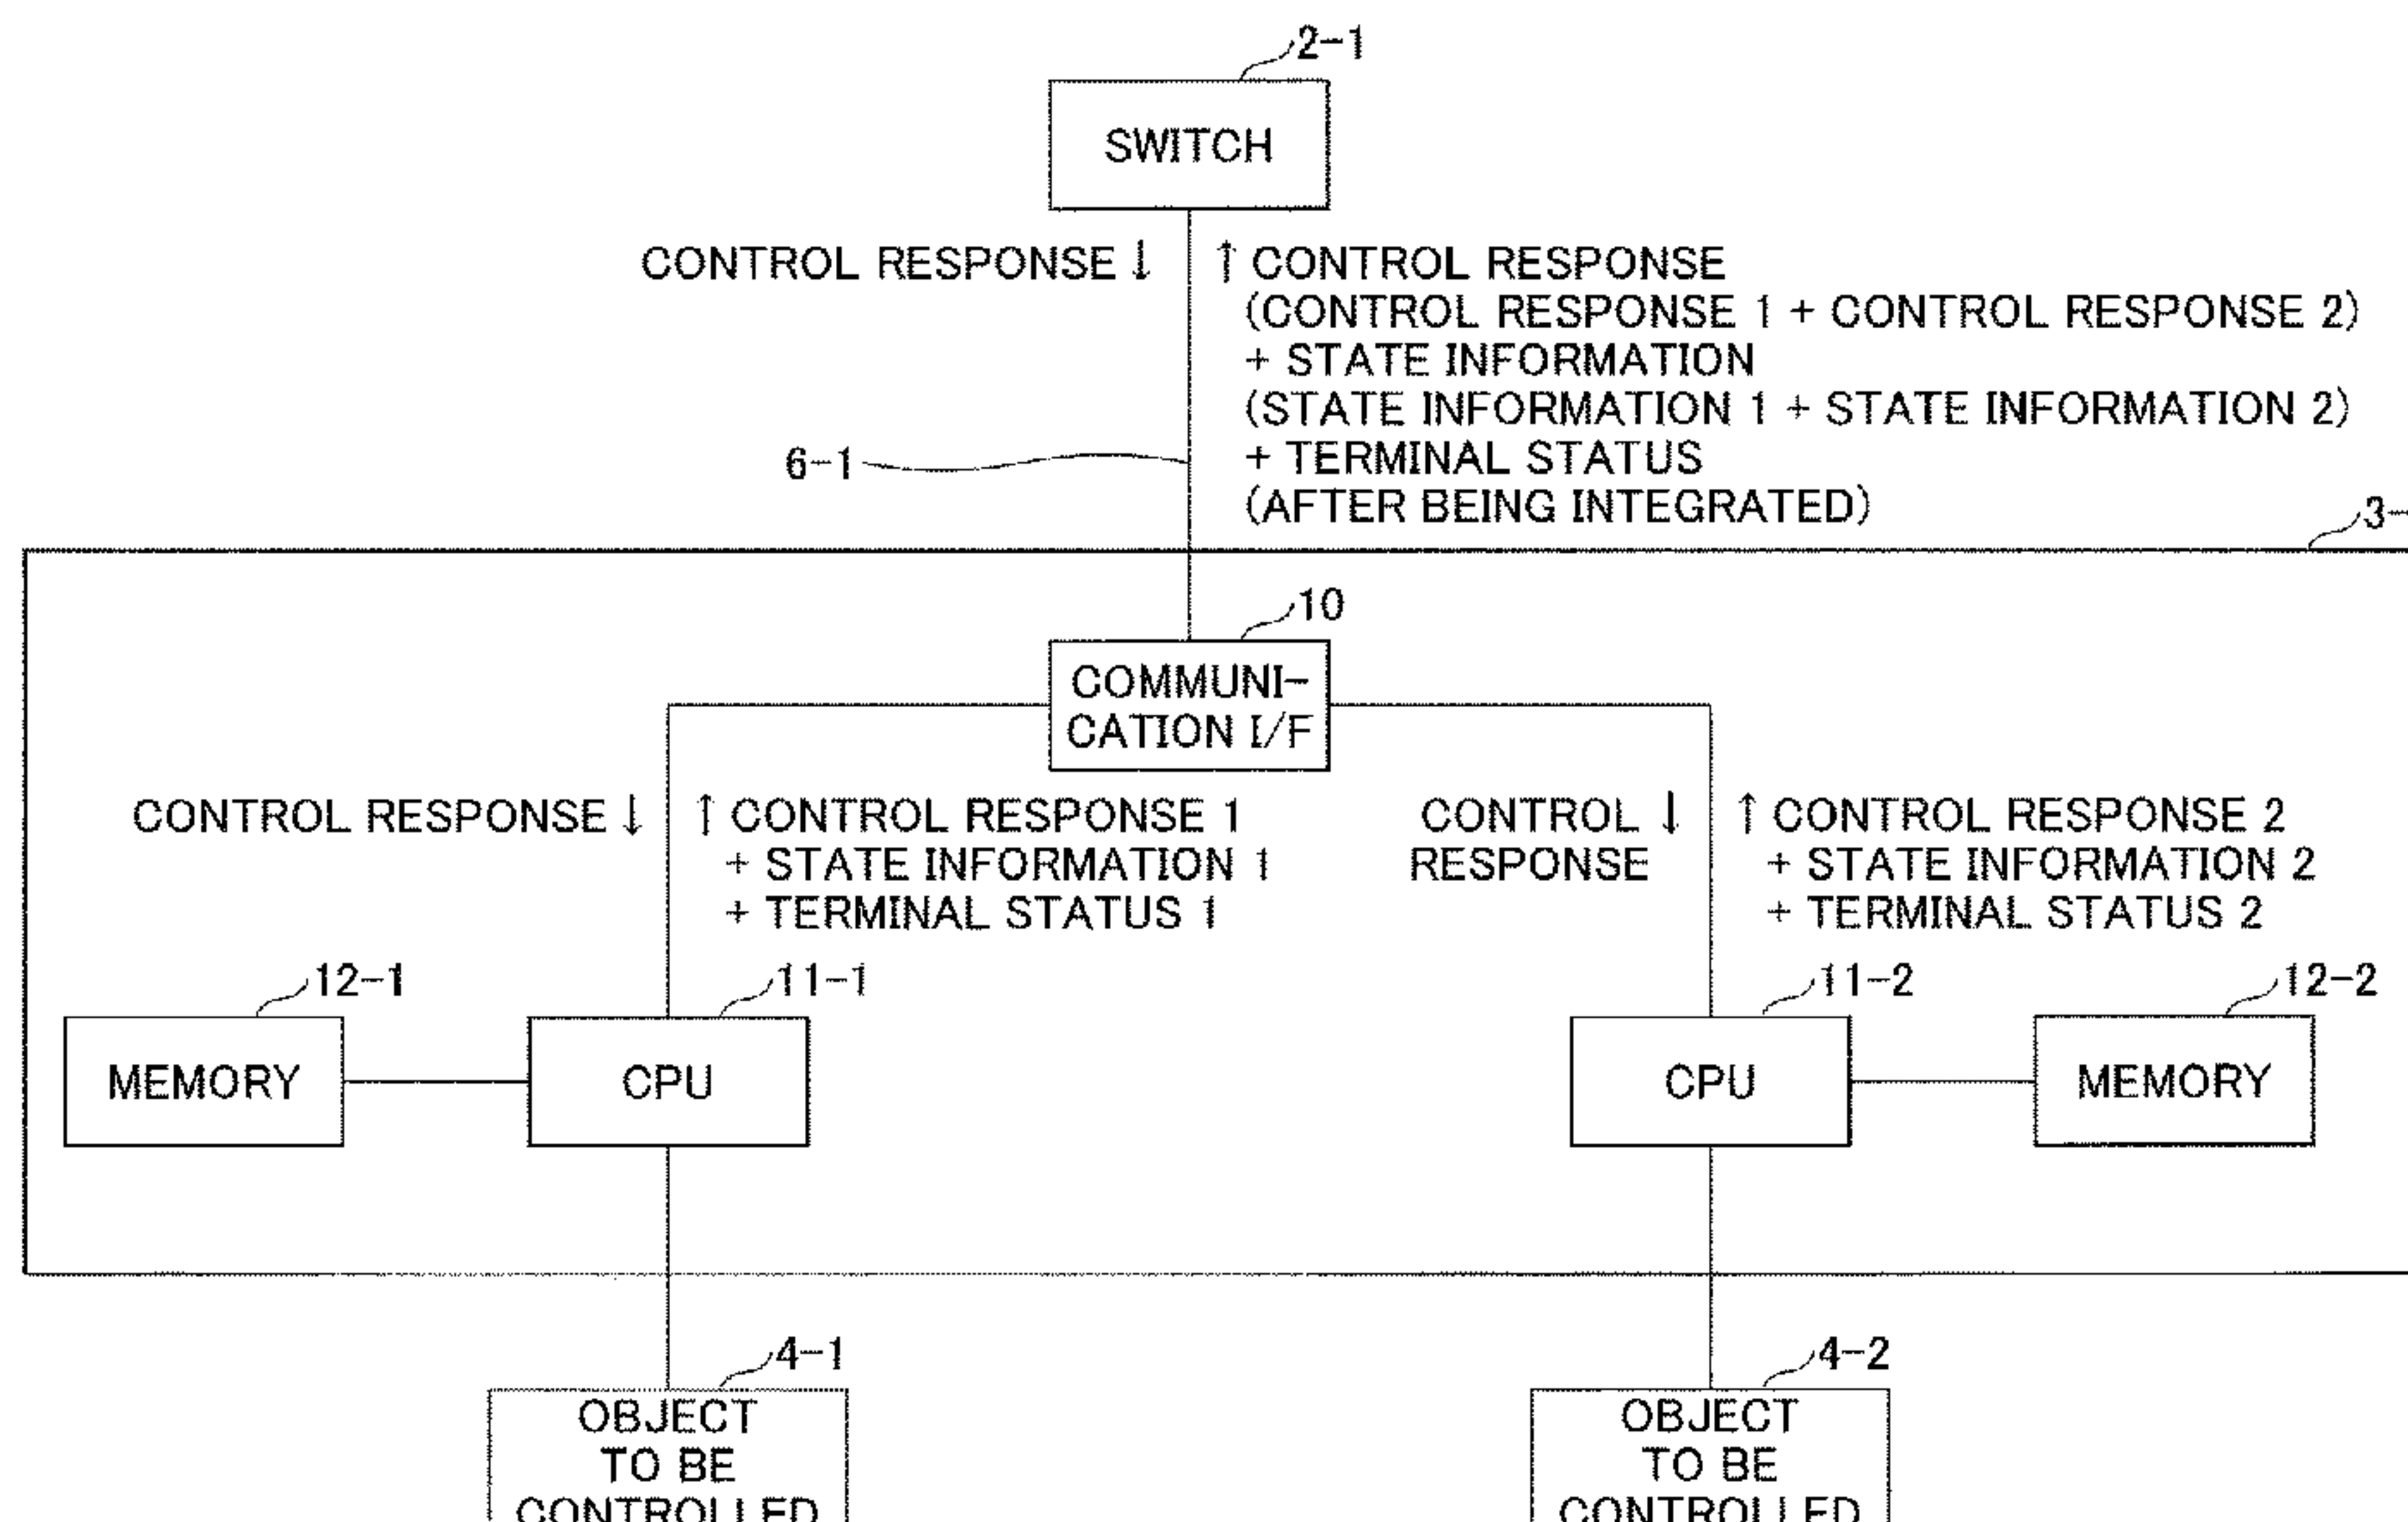 2-1
SWITCH
CONTROL RESPONSE ↓
↑ CONTROL RESPONSE
(CONTROL RESPONSE 1 + CONTROL RESPONSE 2)
+ STATE INFORMATION
(STATE INFORMATION 1 + STATE INFORMATION 2)
+ TERMINAL STATUS
(AFTER BEING INTEGRATED)
6-1
3-
10
COMMUNI-
CATION I/F
CONTROL RESPONSE ↓
↑ CONTROL RESPONSE 1
+ STATE INFORMATION 1
+ TERMINAL STATUS 1
CONTROL ↓
RESPONSE
↑ CONTROL RESPONSE 2
+ STATE INFORMATION 2
+ TERMINAL STATUS 2
12-1
11-1
11-2
12-2
MEMORY
CPU
CPU
MEMORY
4-1
OBJECT
TO BE
CONTROLLED
4-2
OBJECT
TO BE
CONTROLLED